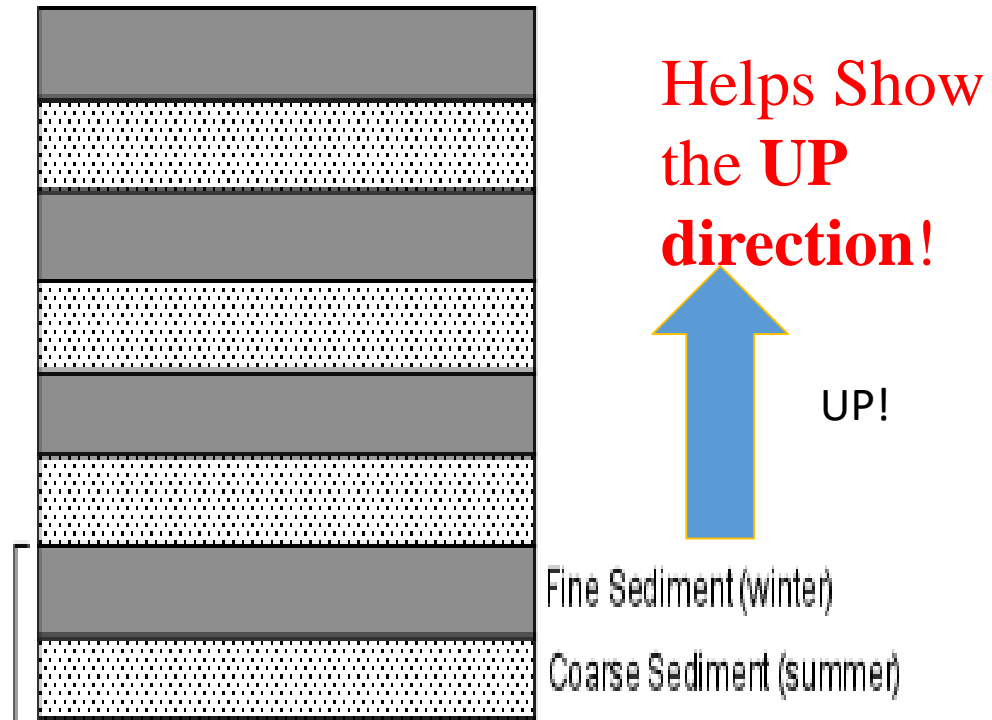 Helps Show
the UP
direction!
UP!
Fine Sediment (winter)
Coarse Sediment (summer)